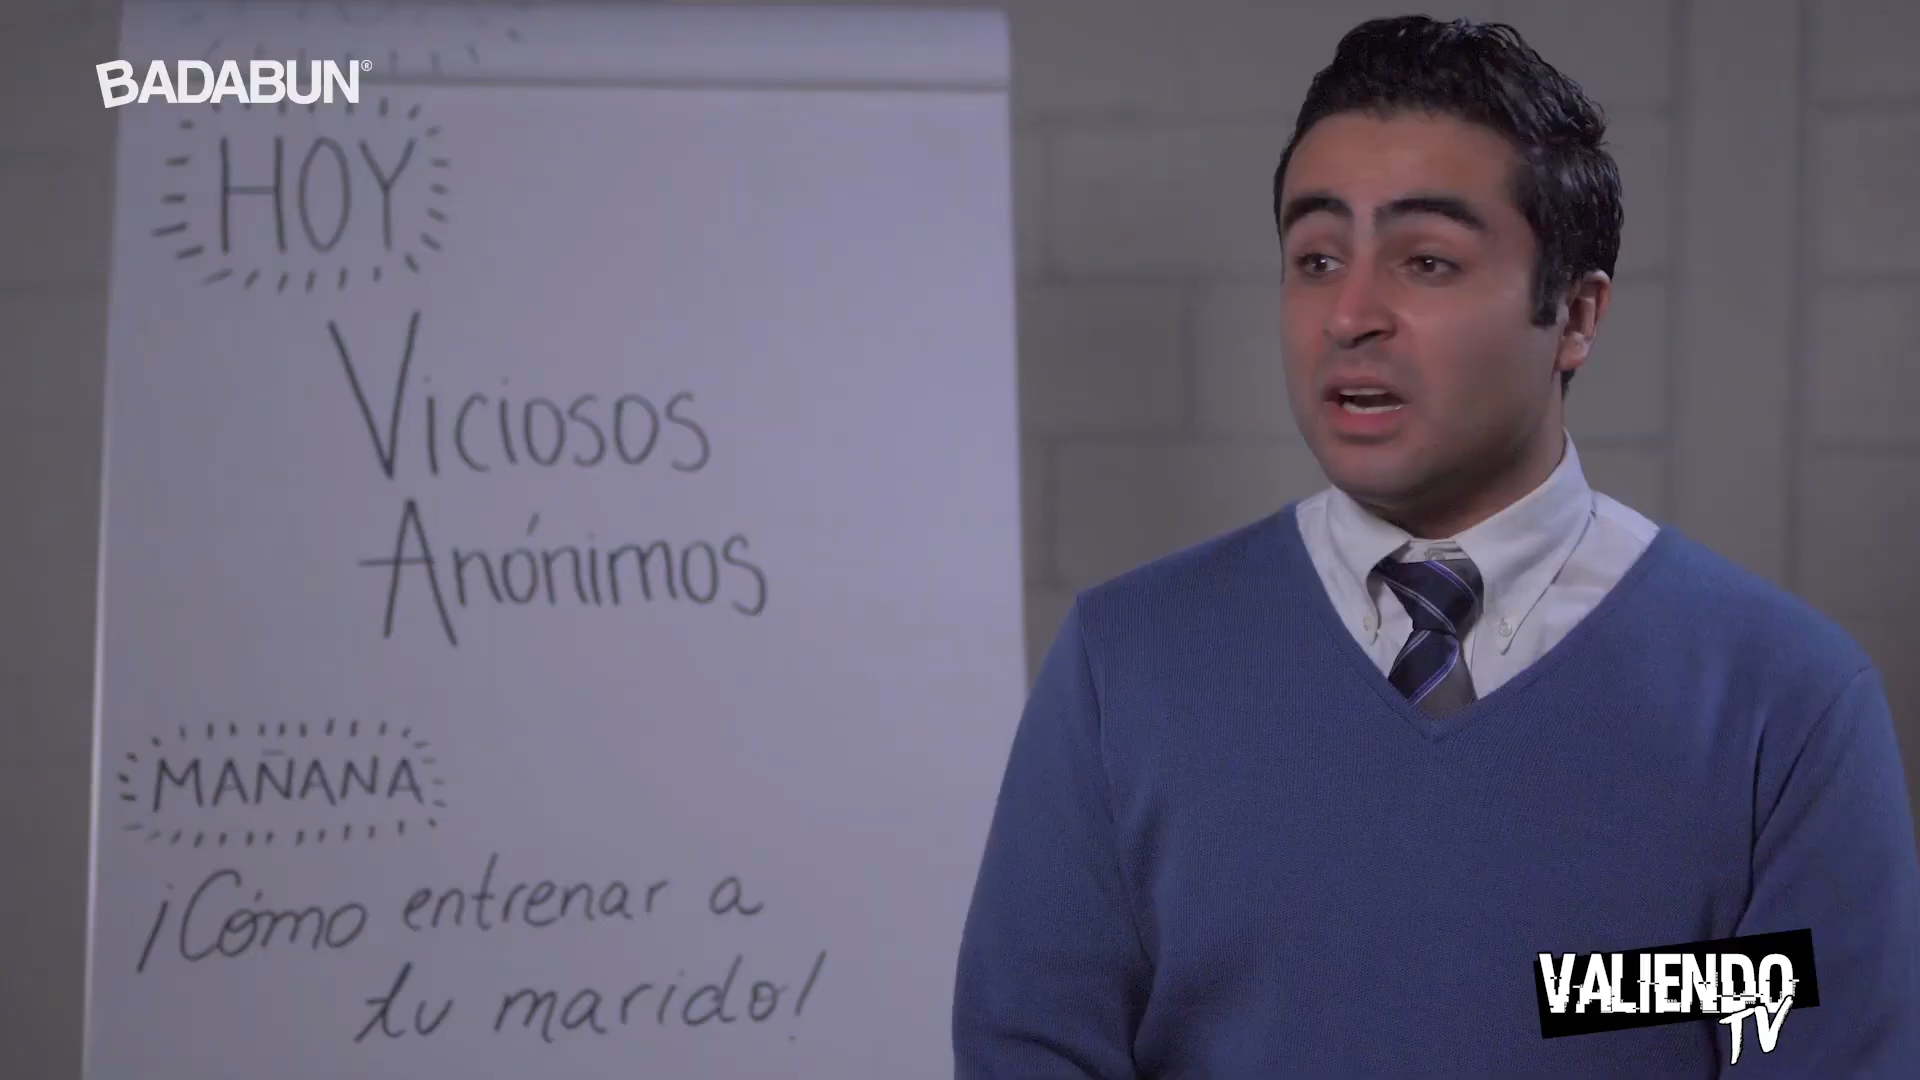 BADABUN®
HOY
VICIOSOS
ANÓNIMOS
MAÑANA
¡Cómo entrenar a
tu marido!
VALIENDO
TV